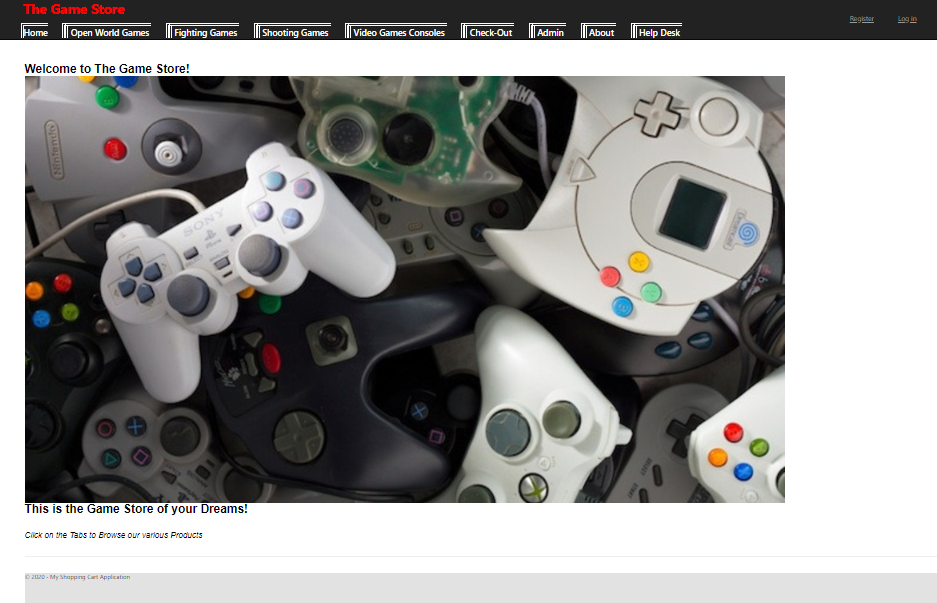 The Game Store
Register Log in
Home Open World Games Fighting Games Shooting Games Video Games Consoles Check-Out Admin About Help Desk
Welcome to The Game Store!
Nintendo
SONY
Dreamcast
This is the Game Store of your Dreams!
Click on the Tabs to Browse our various Products
© 2020 - My Shopping Cart Application